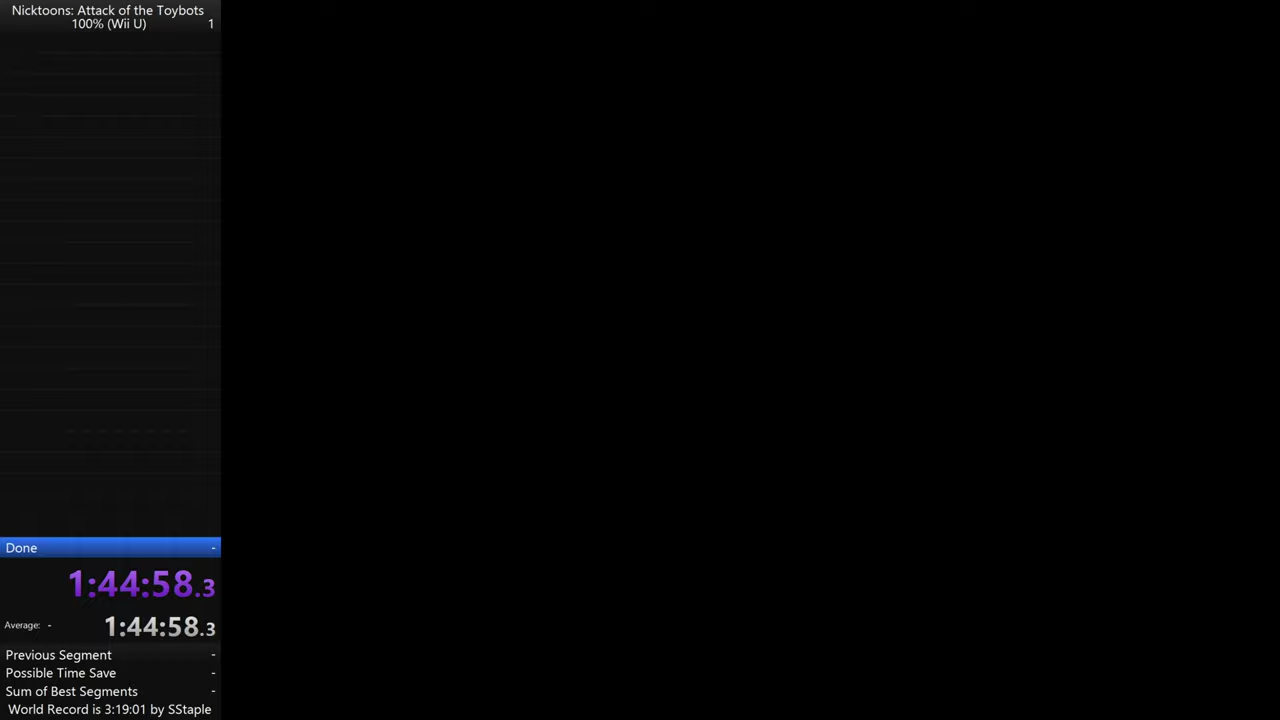 Nicktoons: Attack of the Toybots
100% (Wii U) 1
Done -
1:44:58.3
Average: - 1:44:58.3
Previous Segment -
Possible Time Save -
Sum of Best Segments -
World Record is 3:19:01 by SStaple